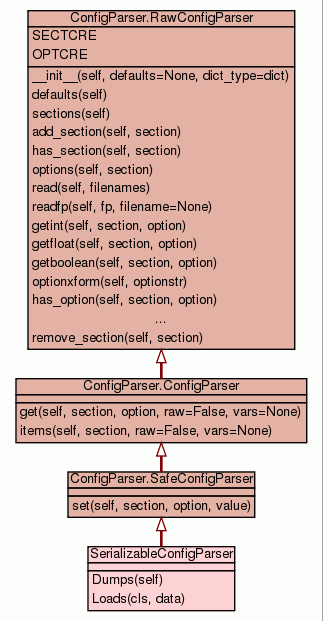 ConfigParser.RawConfigParser
SECTCRE
OPTCRE
__init__(self, defaults=None, dict_type=dict)
defaults(self)
sections(self)
add_section(self, section)
has_section(self, section)
options(self, section)
read(self, filenames)
readfp(self, fp, filename=None)
getint(self, section, option)
getfloat(self, section, option)
getboolean(self, section, option)
optionxform(self, optionstr)
has_option(self, section, option)
...
remove_section(self, section)
ConfigParser.ConfigParser
get(self, section, option, raw=False, vars=None)
items(self, section, raw=False, vars=None)
ConfigParser.SafeConfigParser
set(self, section, option, value)
SerializableConfigParser
Dumps(self)
Loads(cls, data)